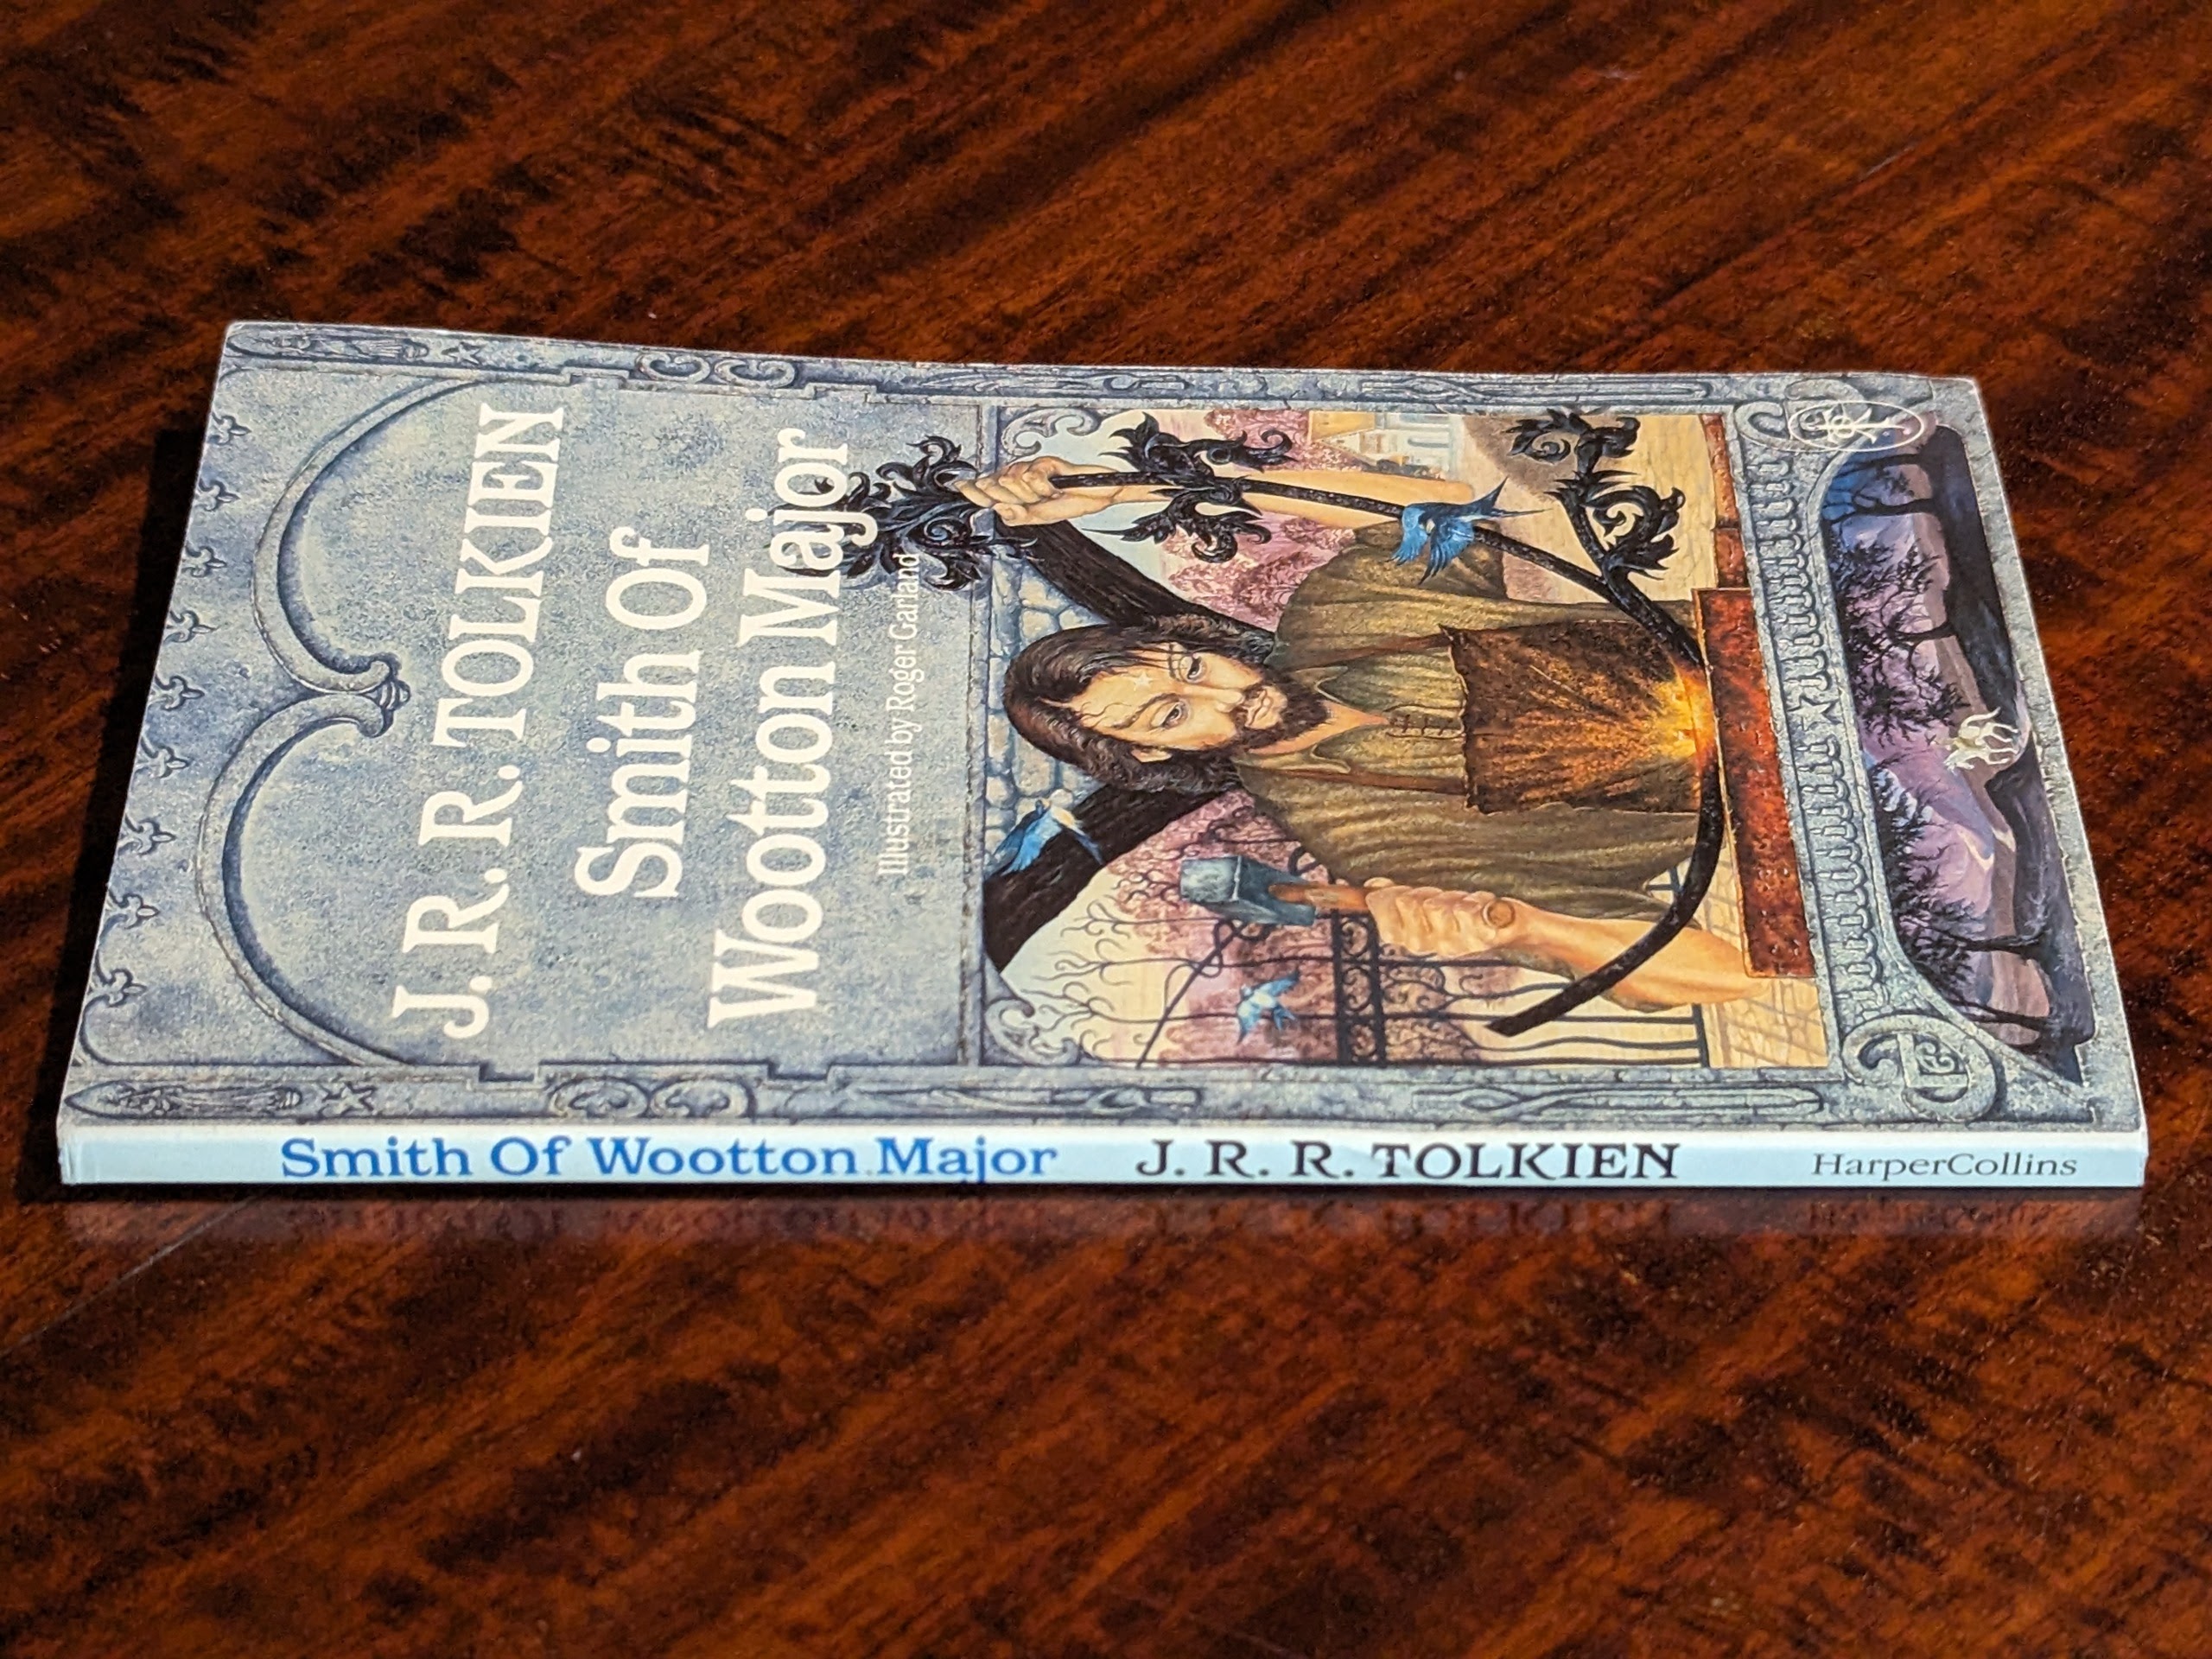 J. R. R. TOLKIEN
Smith Of
Wootton Major
Illustrated by Roger Garland
Smith Of Wootton Major J. R. R. TOLKIEN HarperCollins